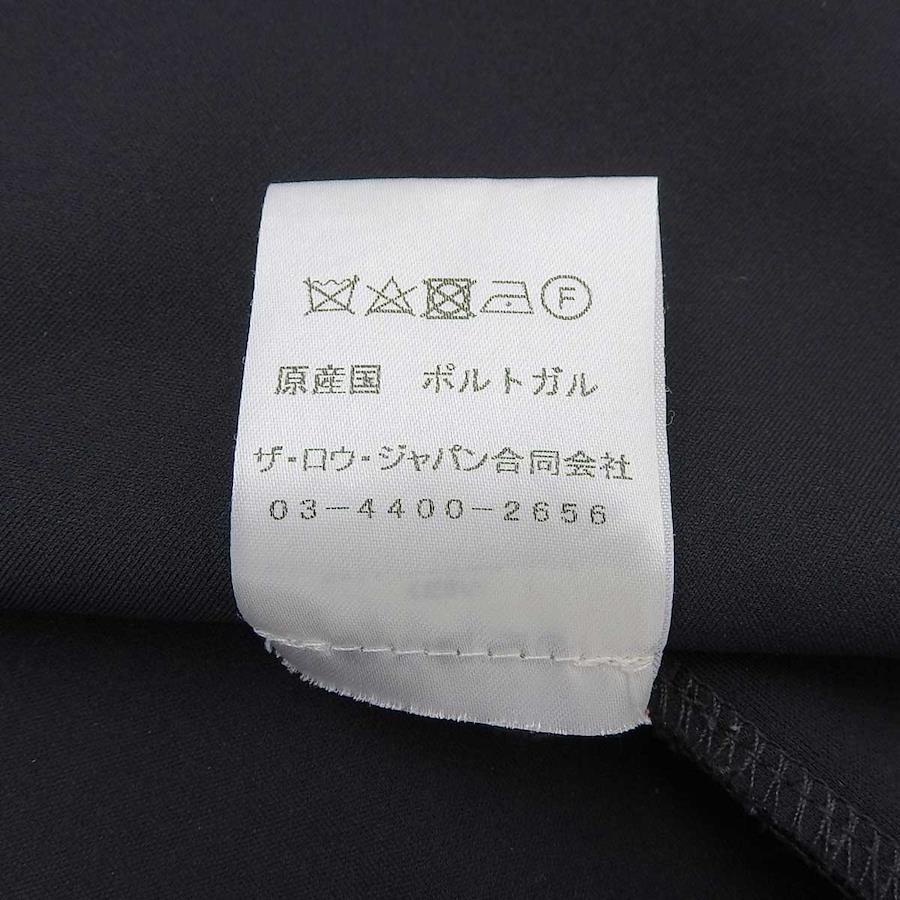 F
原産国 ポルトガル
ザ・ロウ・ジャパン合同会社
03-4400-2656